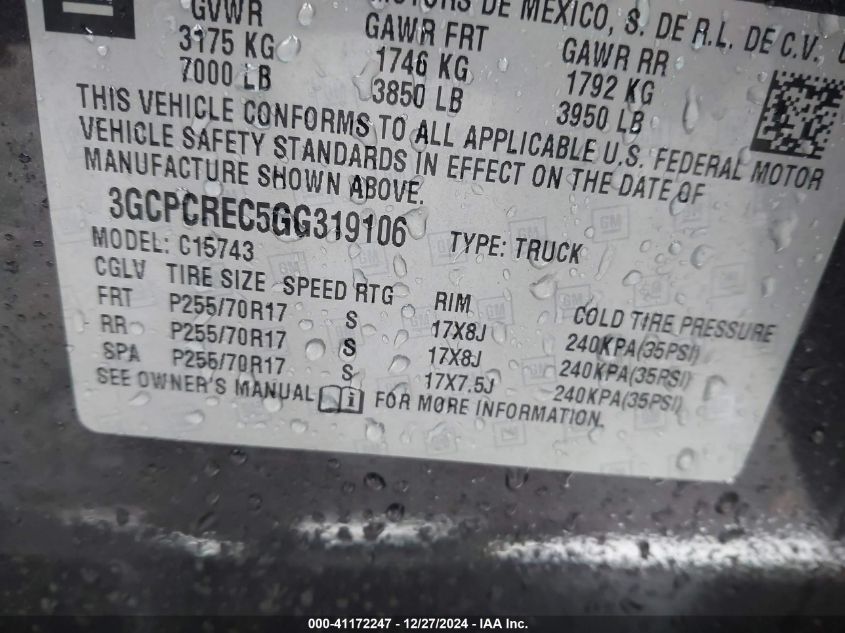 MOTORS DE MEXICO, S. DE R.L. DE C.V.
GVWR GAWR FRT GAWR RR
3175 KG 1746 KG 1792 KG
7000 LB 3850 LB 3950 LB
THIS VEHICLE CONFORMS TO ALL APPLICABLE U.S. FEDERAL MOTOR
VEHICLE SAFETY STANDARDS IN EFFECT ON THE DATE OF
MANUFACTURE SHOWN ABOVE.
3GCPCREC5GG319106 TYPE: TRUCK
MODEL: C15743
CGLV TIRE SIZE SPEED RTG RIM COLD TIRE PRESSURE
FRT P255/70R17 S 17X8J 240KPA(35PSI)
RR P255/70R17 S 17X8J 240KPA(35PSI)
SPA P255/70R17 S 17X7.5J 240KPA(35PSI)
SEE OWNER'S MANUAL i FOR MORE INFORMATION.
000-41172247 - 12/27/2024 - IAA Inc.